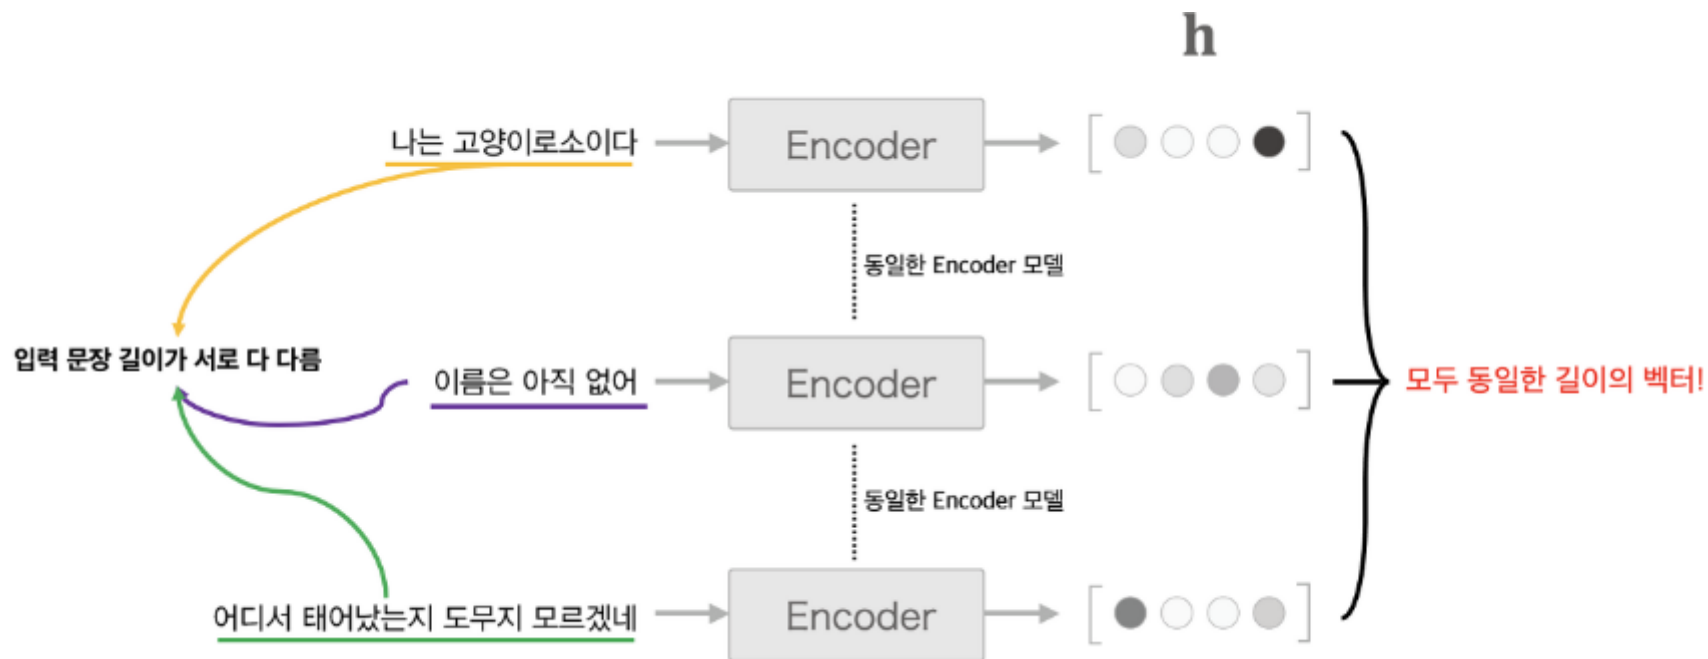 h
나는 고양이로소이다
Encoder
동일한 Encoder 모델
입력 문장 길이가 서로 다 다름
이름은 아직 없어
Encoder
모두 동일한 길이의 벡터!
동일한 Encoder 모델
어디서 태어났는지 도무지 모르겠네
Encoder